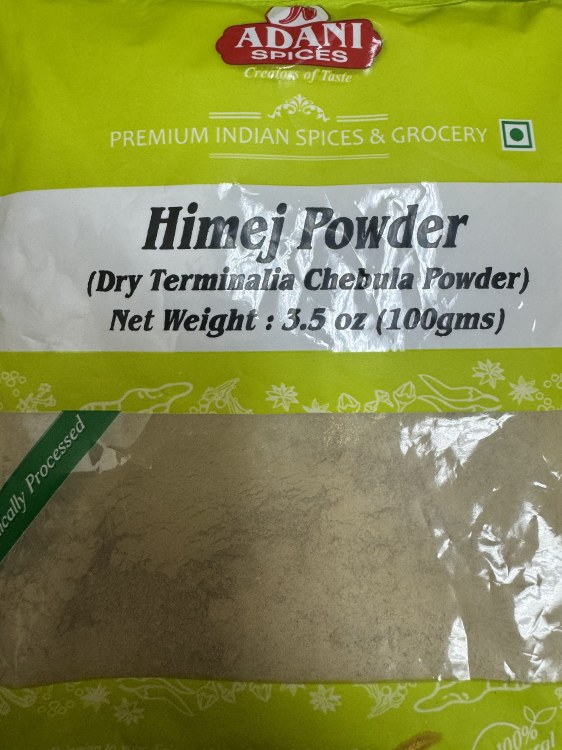 ADANI
SPICES
Creators of Taste
PREMIUM INDIAN SPICES & GROCERY
Himej Powder
(Dry Terminalia Chebula Powder)
Net Weight : 3.5 oz (100gms)
Processed
100%